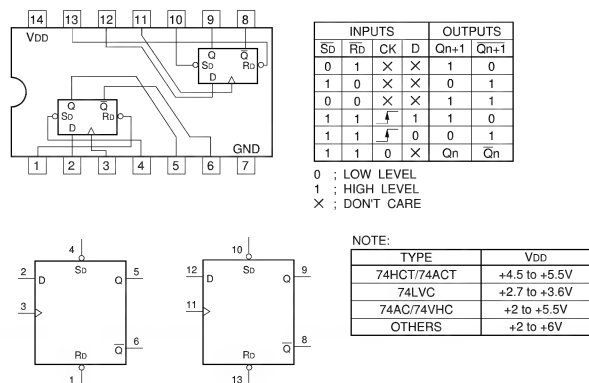 14 13 12 11 10 9 8
VDD
Q Q̅
SD RD
D
Q Q̅
SD RD
D
GND
1 2 3 4 5 6 7
INPUTS OUTPUTS
S̅D R̅D CK D Qn+1 Q̅n+1
0 1 × × 1 0
1 0 × × 0 1
0 0 × × 1 1
1 1 1 1 0
1 1 0 0 1
1 1 0 × Qn Q̅n
0 ; LOW LEVEL
1 ; HIGH LEVEL
× ; DON'T CARE
4
SD
2 D Q 5
3
Q̅ 6
RD
1
10
SD
12 D Q 9
11
Q̅ 8
RD
13
NOTE:
TYPE VDD
74HCT/74ACT +4.5 to +5.5V
74LVC +2.7 to +3.6V
74AC/74VHC +2 to +5.5V
OTHERS +2 to +6V